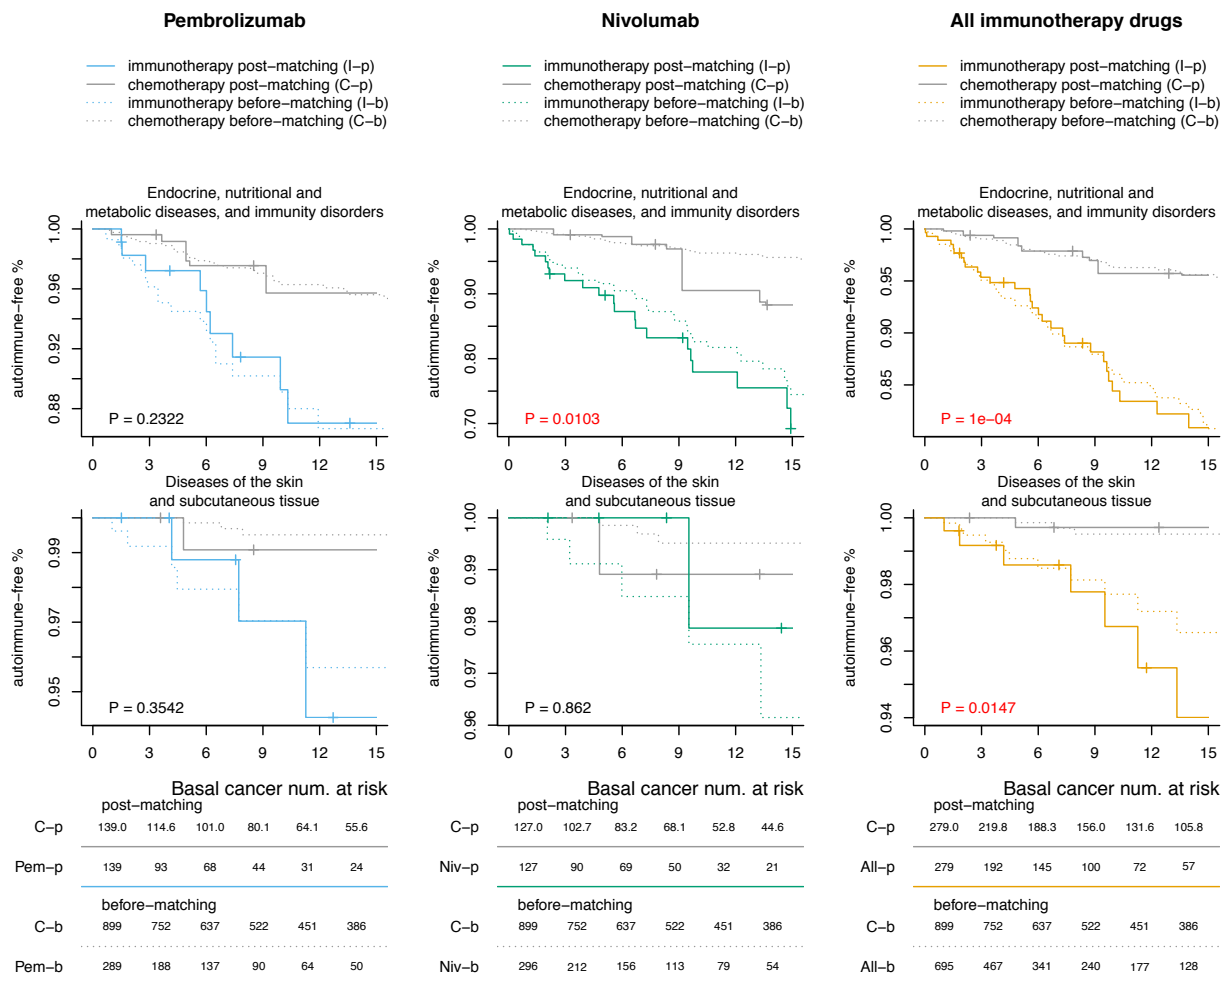 Pembrolizumab
Nivolumab
All immunotherapy drugs
immunotherapy post−matching (I−p)
chemotherapy post−matching (C−p)
immunotherapy before−matching (I−b)
chemotherapy before−matching (C−b)
immunotherapy post−matching (I−p)
chemotherapy post−matching (C−p)
immunotherapy before−matching (I−b)
chemotherapy before−matching (C−b)
immunotherapy post−matching (I−p)
chemotherapy post−matching (C−p)
immunotherapy before−matching (I−b)
chemotherapy before−matching (C−b)
Endocrine, nutritional and
metabolic diseases, and immunity disorders
autoimmune−free %
1.00
0.96
0.92
0.88
P = 0.2322
0 3 6 9 12 15
Endocrine, nutritional and
metabolic diseases, and immunity disorders
autoimmune−free %
1.00
0.90
0.80
0.70
P = 0.0103
0 3 6 9 12 15
Endocrine, nutritional and
metabolic diseases, and immunity disorders
autoimmune−free %
1.00
0.95
0.90
0.85
P = 1e−04
0 3 6 9 12 15
Diseases of the skin
and subcutaneous tissue
autoimmune−free %
0.99
0.97
0.95
P = 0.3542
0 3 6 9 12 15
Diseases of the skin
and subcutaneous tissue
autoimmune−free %
1.00
0.99
0.98
0.97
0.96
P = 0.862
0 3 6 9 12 15
Diseases of the skin
and subcutaneous tissue
autoimmune−free %
1.00
0.98
0.96
0.94
P = 0.0147
0 3 6 9 12 15
Basal cancer num. at risk
post−matching
C−p 139.0 114.6 101.0 80.1 64.1 55.6
Pem−p 139 93 68 44 31 24
before−matching
C−b 899 752 637 522 451 386
Pem−b 289 188 137 90 64 50
Basal cancer num. at risk
post−matching
C−p 127.0 102.7 83.2 68.1 52.8 44.6
Niv−p 127 90 69 50 32 21
before−matching
C−b 899 752 637 522 451 386
Niv−b 296 212 156 113 79 54
Basal cancer num. at risk
post−matching
C−p 279.0 219.8 188.3 156.0 131.6 105.8
All−p 279 192 145 100 72 57
before−matching
C−b 899 752 637 522 451 386
All−b 695 467 341 240 177 128